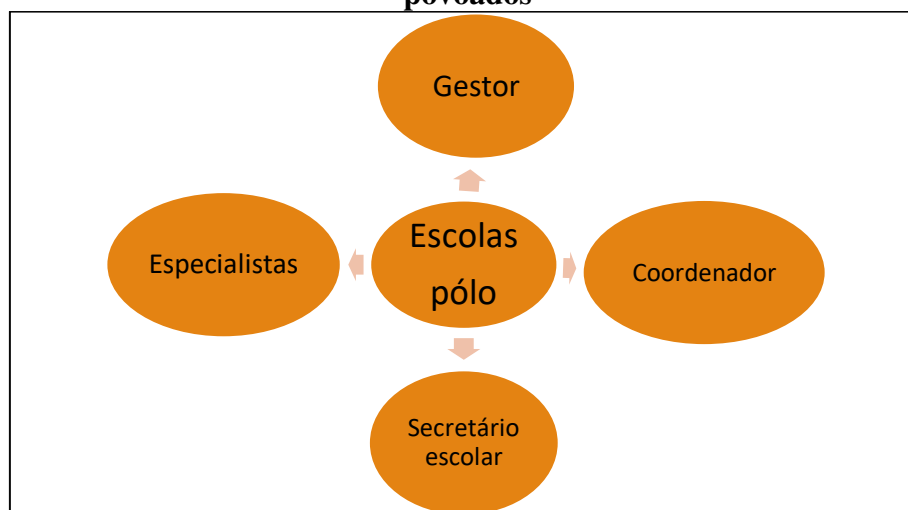 povoados
Gestor
Especialistas
Escolas
pólo
Coordenador
Secretário
escolar